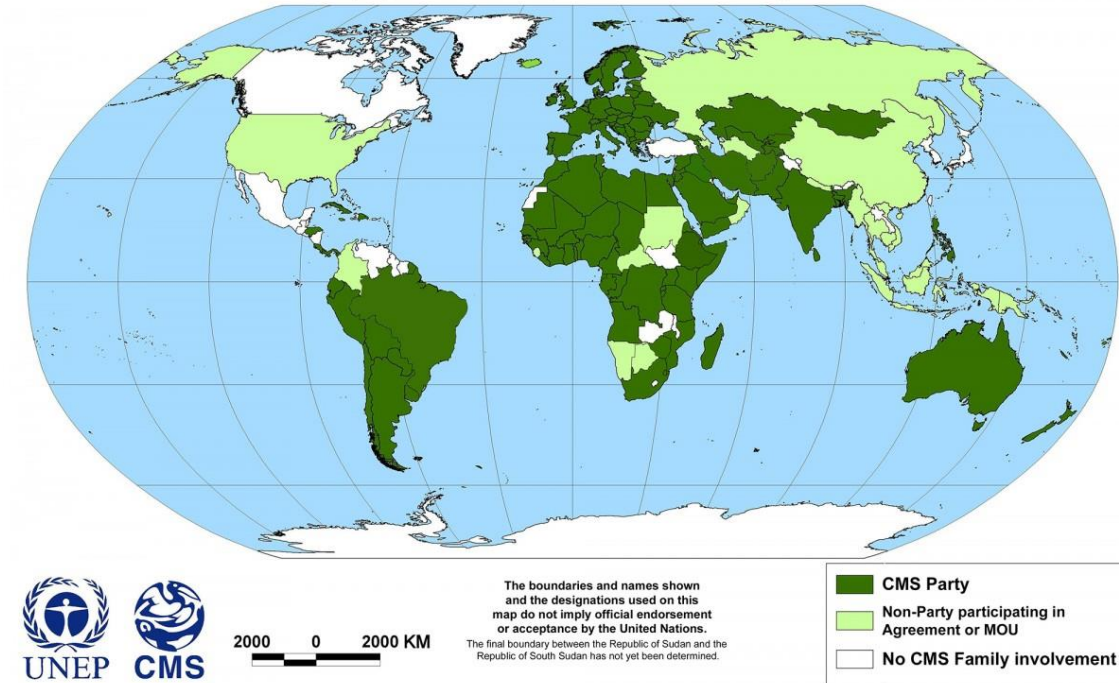 UNEP
CMS
2000 0 2000 KM
The boundaries and names shown
and the designations used on this
map do not imply official endorsement
or acceptance by the United Nations.
The final boundary between the Republic of Sudan and the
Republic of South Sudan has not yet been determined.
CMS Party
Non-Party participating in
Agreement or MOU
No CMS Family involvement